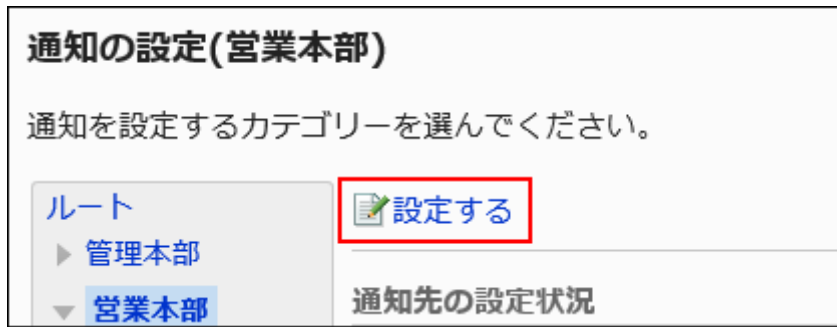 通知の設定(営業本部)
通知を設定するカテゴリーを選んでください。
ルート
管理本部
営業本部
設定する
通知先の設定状況